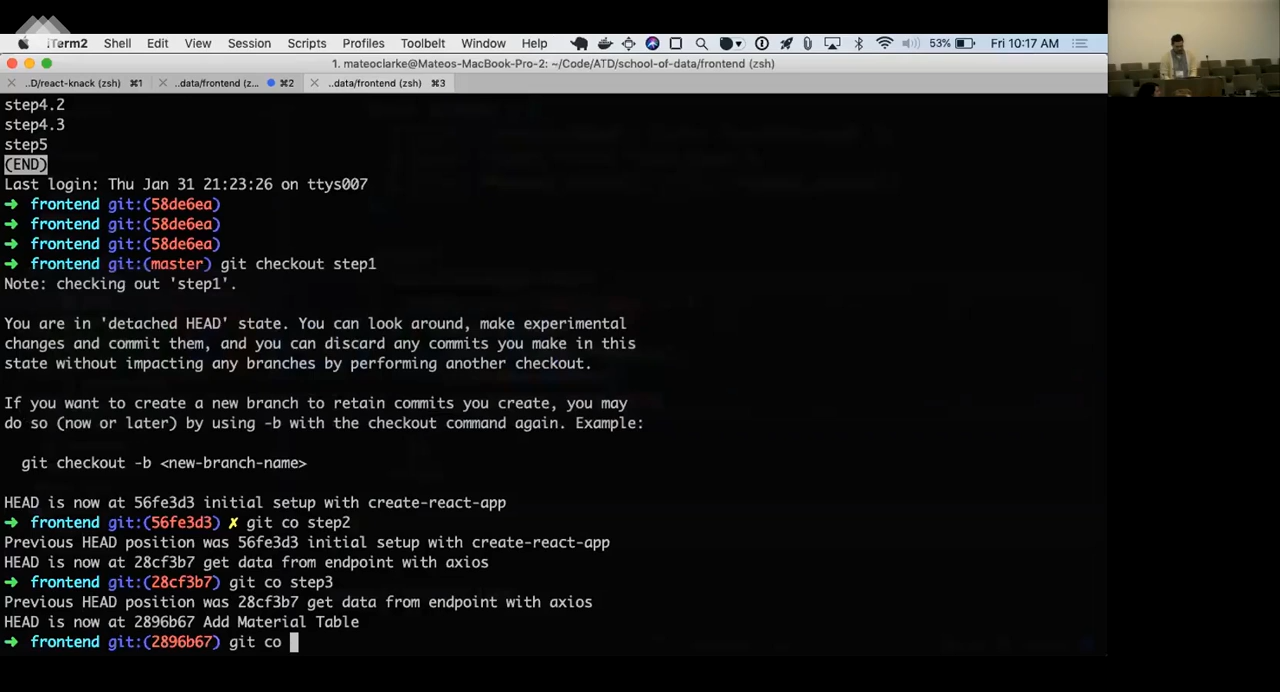 iTerm2 Shell Edit View Session Scripts Profiles Toolbelt Window Help 53% Fri 10:17 AM
1. mateoclarke@Mateos-MacBook-Pro-2: ~/Code/ATD/school-of-data/frontend (zsh)
..D/react-knack (zsh) ⌘1 ..data/frontend (z... ⌘2 ..data/frontend (zsh) ⌘3
step4.2
step4.3
step5
(END)
Last login: Thu Jan 31 21:23:26 on ttys007
➜ frontend git:(58de6ea)
➜ frontend git:(58de6ea)
➜ frontend git:(58de6ea)
➜ frontend git:(master) git checkout step1
Note: checking out 'step1'.
You are in 'detached HEAD' state. You can look around, make experimental
changes and commit them, and you can discard any commits you make in this
state without impacting any branches by performing another checkout.
If you want to create a new branch to retain commits you create, you may
do so (now or later) by using -b with the checkout command again. Example:
git checkout -b <new-branch-name>
HEAD is now at 56fe3d3 initial setup with create-react-app
➜ frontend git:(56fe3d3) ✗ git co step2
Previous HEAD position was 56fe3d3 initial setup with create-react-app
HEAD is now at 28cf3b7 get data from endpoint with axios
➜ frontend git:(28cf3b7) git co step3
Previous HEAD position was 28cf3b7 get data from endpoint with axios
HEAD is now at 2896b67 Add Material Table
➜ frontend git:(2896b67) git co